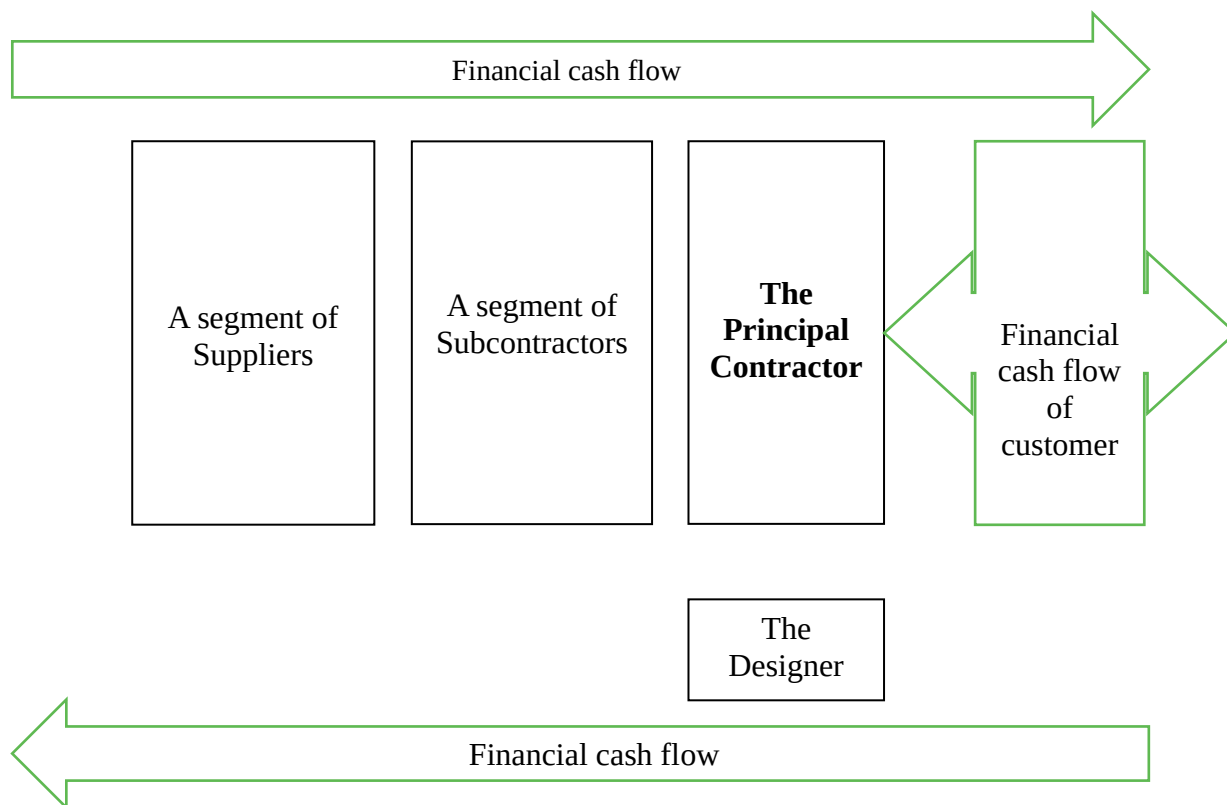 Financial cash flow
A segment of
Suppliers
A segment of
Subcontractors
The
Principal
Contractor
Financial
cash flow
of
customer
The
Designer
Financial cash flow